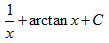 1/x + arctan x + C